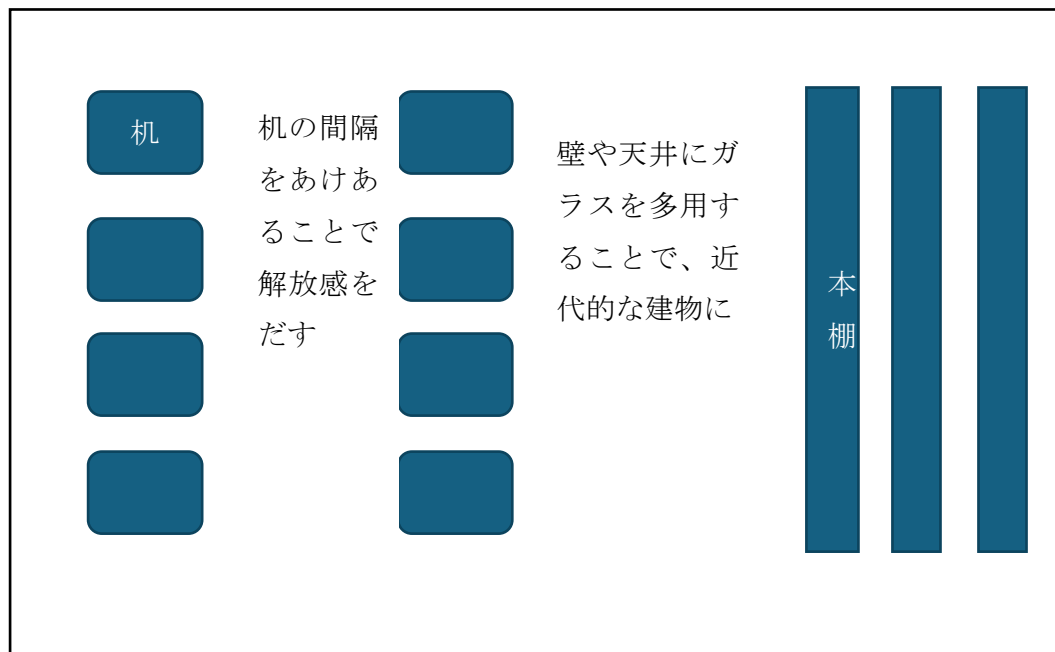 机
机の間隔
をあけあ
ることで
解放感を
だす
壁や天井にガ
ラスを多用す
ることで、近
代的な建物に
本
棚